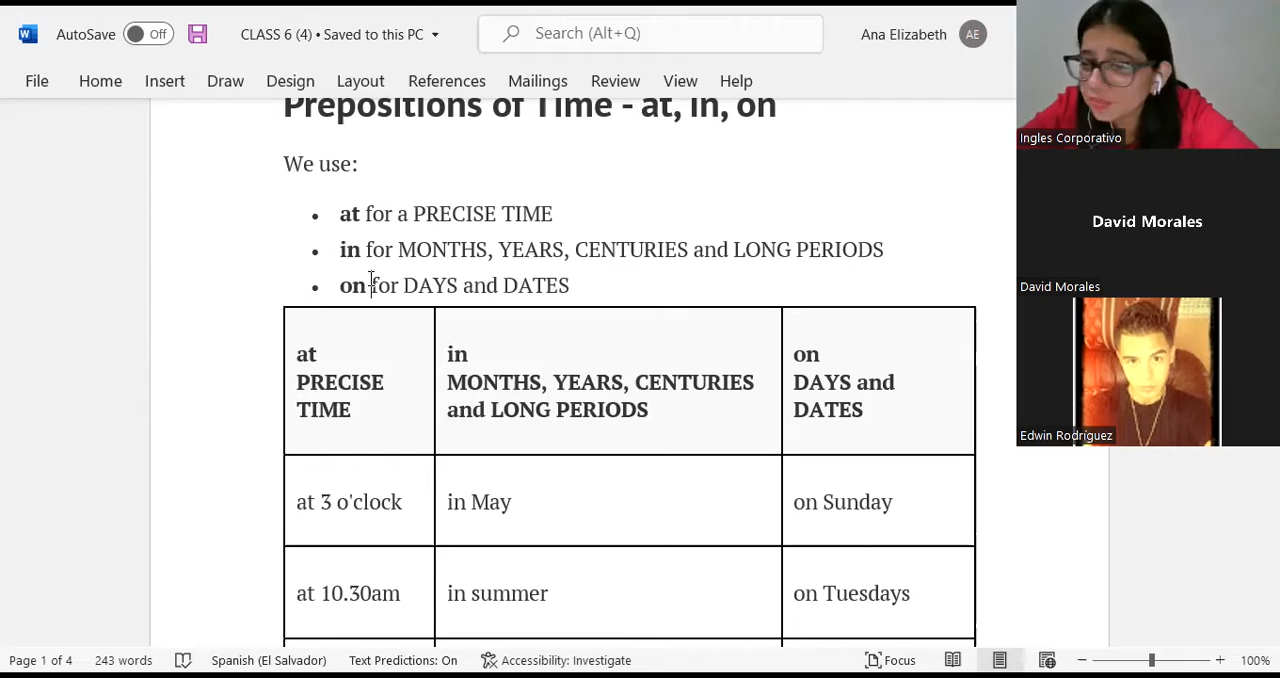 AutoSave Off CLASS 6 (4) • Saved to this PC Search (Alt+Q) Ana Elizabeth AE
File Home Insert Draw Design Layout References Mailings Review View Help
Prepositions of Time - at, in, on
We use:
• at for a PRECISE TIME
• in for MONTHS, YEARS, CENTURIES and LONG PERIODS
• on for DAYS and DATES
at
PRECISE
TIME
in
MONTHS, YEARS, CENTURIES
and LONG PERIODS
on
DAYS and
DATES
at 3 o'clock in May on Sunday
at 10.30am in summer on Tuesdays
Page 1 of 4 243 words Spanish (El Salvador) Text Predictions: On Accessibility: Investigate Focus 100%
Ingles Corporativo
David Morales
David Morales
Edwin Rodríguez